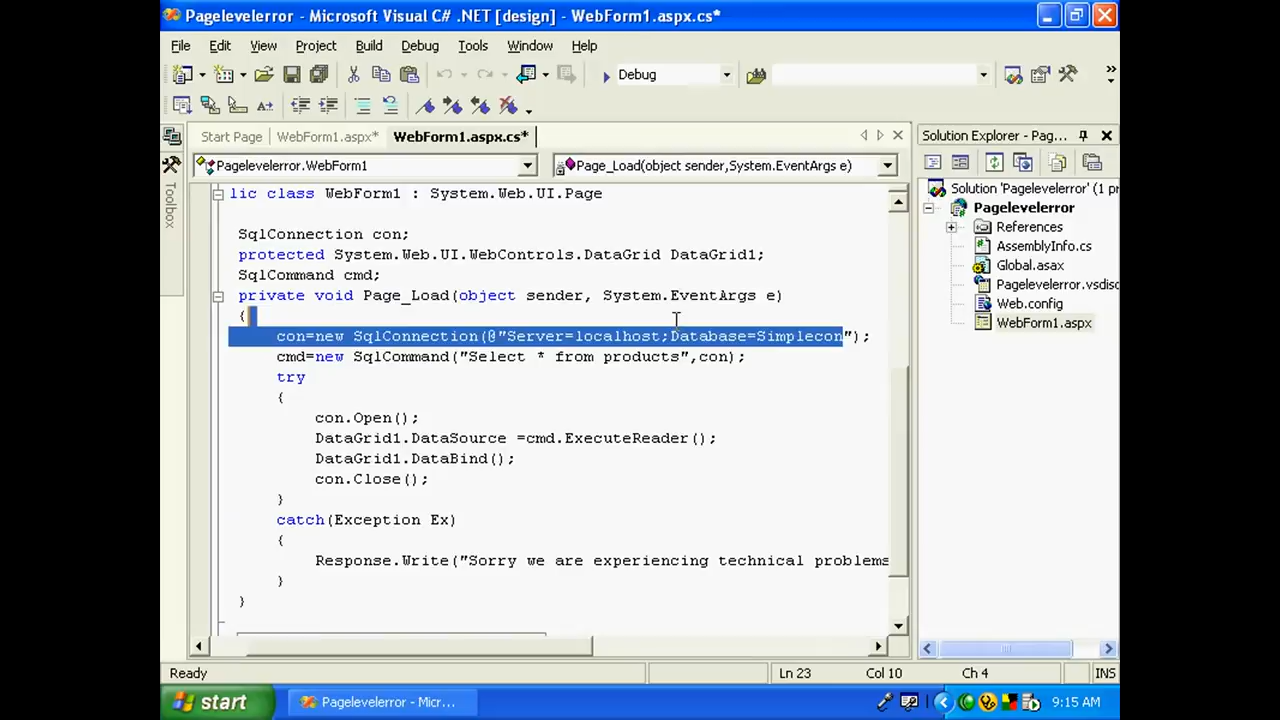 Pagelevelerror - Microsoft Visual C# .NET [design] - WebForm1.aspx.cs*
File Edit View Project Build Debug Tools Window Help
Debug
Start Page WebForm1.aspx* WebForm1.aspx.cs*
Solution Explorer - Pag...
Toolbox
Pagelevelerror.WebForm1 Page_Load(object sender,System.EventArgs e)
lic class WebForm1 : System.Web.UI.Page
SqlConnection con;
protected System.Web.UI.WebControls.DataGrid DataGrid1;
SqlCommand cmd;
private void Page_Load(object sender, System.EventArgs e)
{
con=new SqlConnection(@"Server=localhost;Database=Simplecon");
cmd=new SqlCommand("Select * from products",con);
try
{
con.Open();
DataGrid1.DataSource =cmd.ExecuteReader();
DataGrid1.DataBind();
con.Close();
}
catch(Exception Ex)
{
Response.Write("Sorry we are experiencing technical problems
}
}
Solution 'Pagelevelerror' (1 pr
Pagelevelerror
References
AssemblyInfo.cs
Global.asax
Pagelevelerror.vsdisc
Web.config
WebForm1.aspx
Ready Ln 23 Col 10 Ch 4 INS
start Pagelevelerror - Micr... 9:15 AM